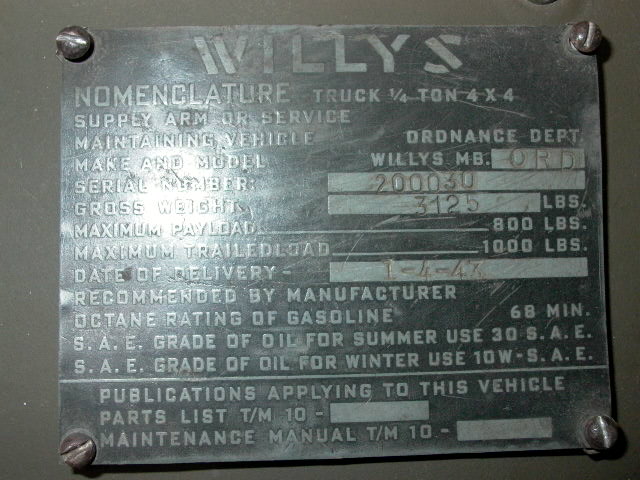 WILLYS
NOMENCLATURE TRUCK ¼ TON 4 X 4
SUPPLY ARM OR SERVICE
MAINTAINING VEHICLE ORDNANCE DEPT.
MAKE AND MODEL WILLYS MB. ORD
SERIAL NUMBER: 200030
GROSS WEIGHT 3125 LBS.
MAXIMUM PAYLOAD 800 LBS.
MAXIMUM TRAILEDLOAD 1000 LBS.
DATE OF DELIVERY - 1-4-43
RECOMMENDED BY MANUFACTURER
OCTANE RATING OF GASOLINE 68 MIN.
S.A.E. GRADE OF OIL FOR SUMMER USE 30 S.A.E.
S.A.E. GRADE OF OIL FOR WINTER USE 10W-S.A.E.
PUBLICATIONS APPLYING TO THIS VEHICLE
PARTS LIST T/M 10 -
MAINTENANCE MANUAL T/M 10.-